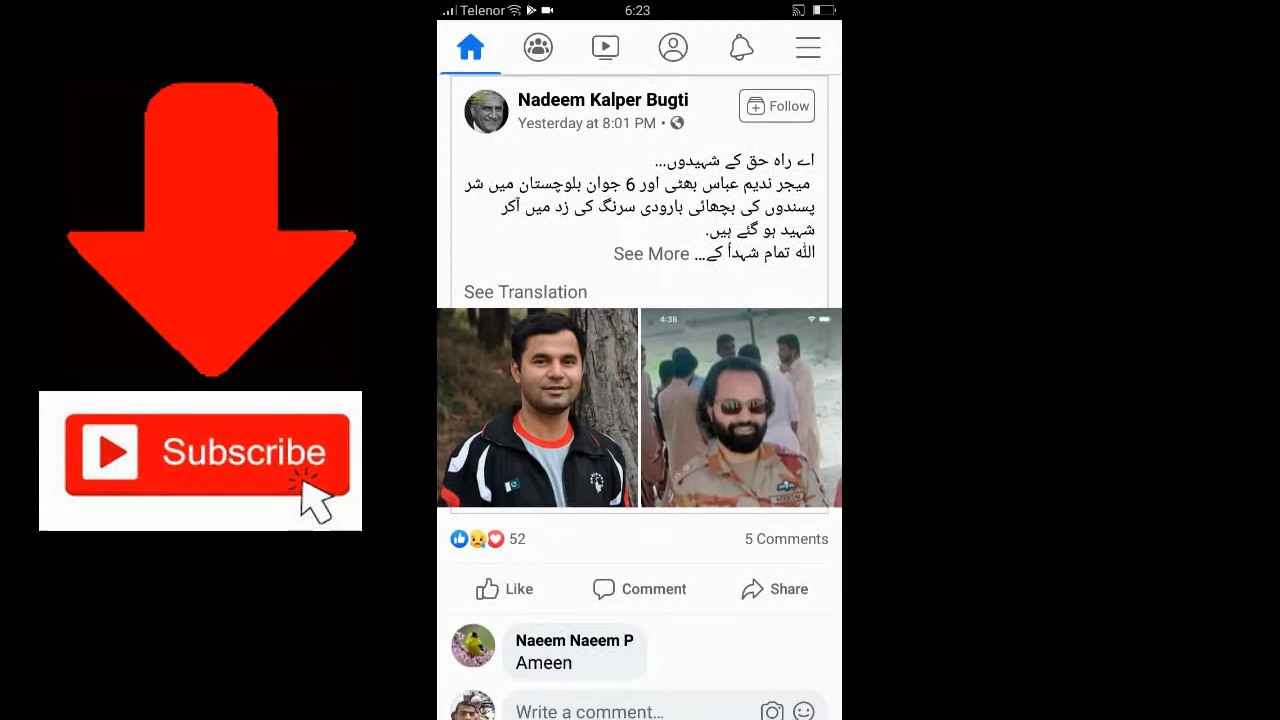 Telenor
6:23
Nadeem Kalper Bugti
Follow
Yesterday at 8:01 PM •
اے راہ حق کے شہیدوں...
میجر ندیم عباس بھٹی اور 6 جوان بلوچستان میں شر
پسندوں کی بچھائی بارودی سرنگ کی زد میں آکر
شہید ہو گئے ہیں.
اللّٰہ تمام شہداُ کے... See More
See Translation
4:38
Subscribe
52
5 Comments
Like
Comment
Share
Naeem Naeem P
Ameen
Write a comment...